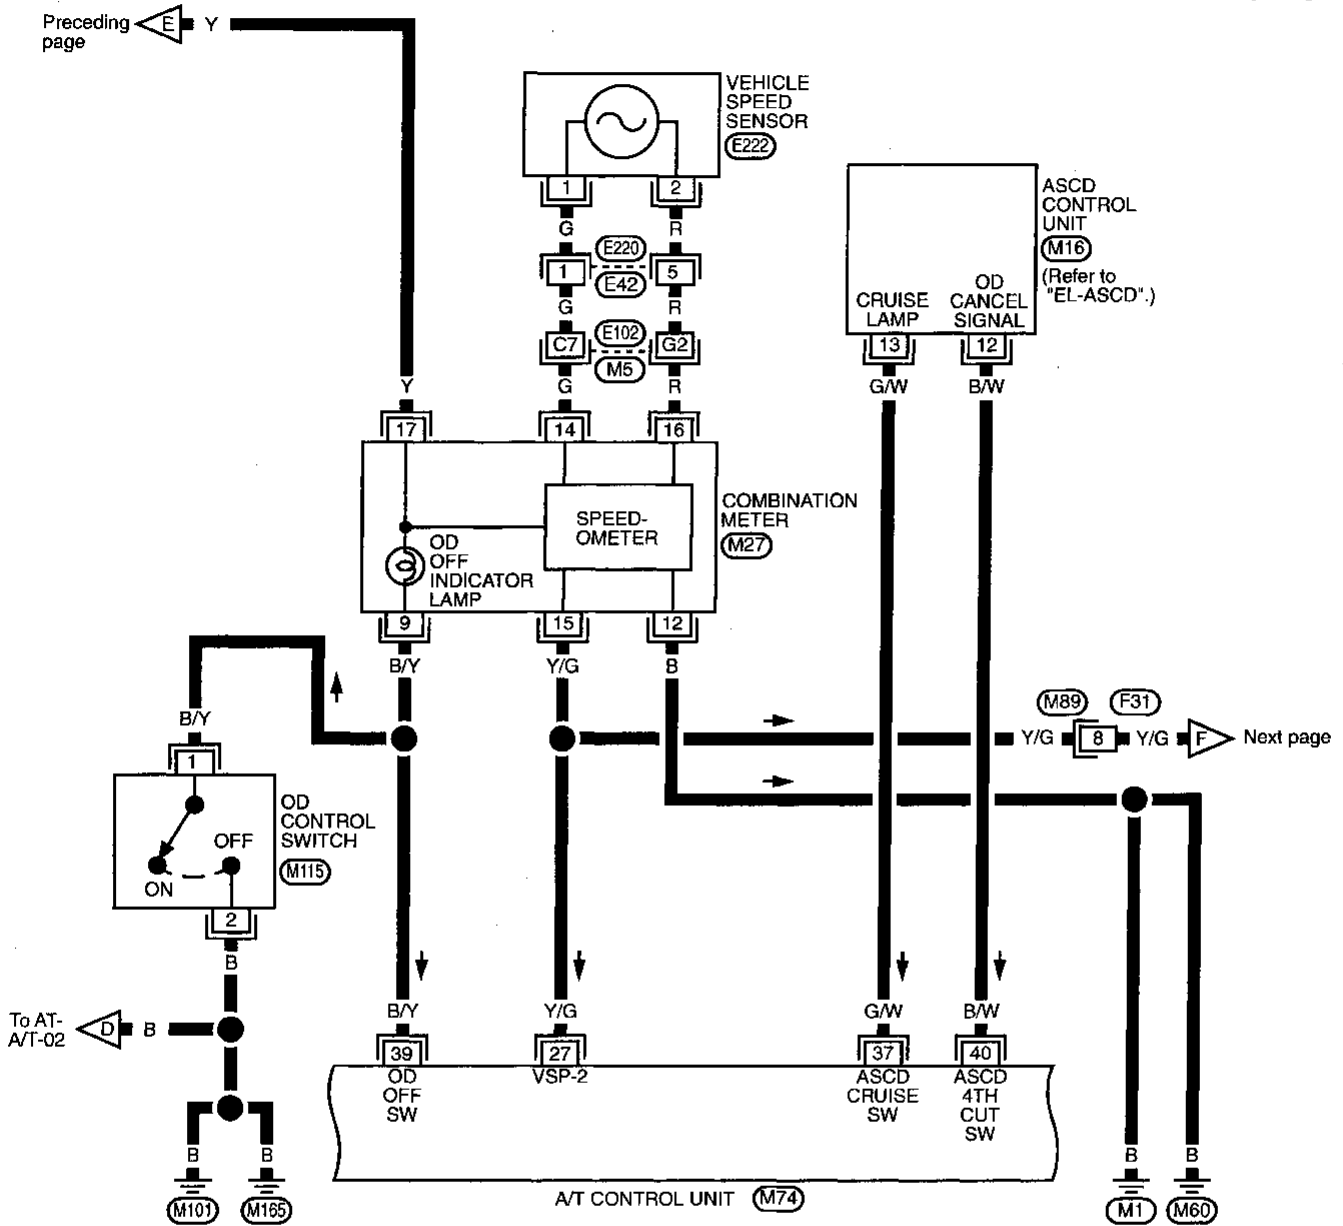 Preceding
page
E
Y
VEHICLE
SPEED
SENSOR
E222
1
2
G
R
E220
1
5
E42
G
R
E102
C7
G2
M5
Y
G
R
ASCD
CONTROL
UNIT
M16
(Refer to
"EL-ASCD".)
CRUISE
LAMP
OD
CANCEL
SIGNAL
13
12
G/W
B/W
17
14
16
SPEED-
OMETER
OD
OFF
INDICATOR
LAMP
COMBINATION
METER
M27
9
15
12
B/Y
Y/G
B
B/Y
1
OD
CONTROL
SWITCH
M115
OFF
ON
2
B
M89
F31
Y/G
8
Y/G
F
Next page
To AT-
A/T-02
D
B
B
B
M101
M165
B/Y
Y/G
G/W
B/W
39
27
37
40
OD
OFF
SW
VSP-2
ASCD
CRUISE
SW
ASCD
4TH
CUT
SW
A/T CONTROL UNIT
M74
B
B
M1
M60